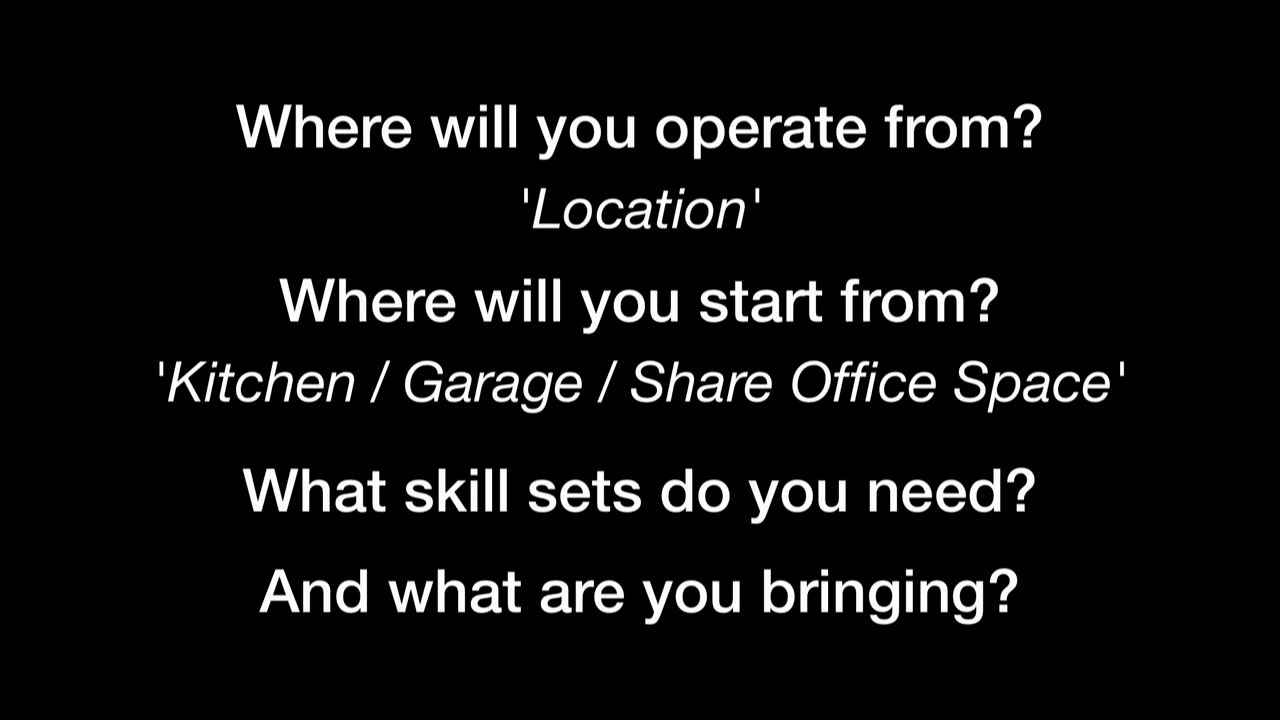 Where will you operate from?
'Location'
Where will you start from?
'Kitchen / Garage / Share Office Space'
What skill sets do you need?
And what are you bringing?